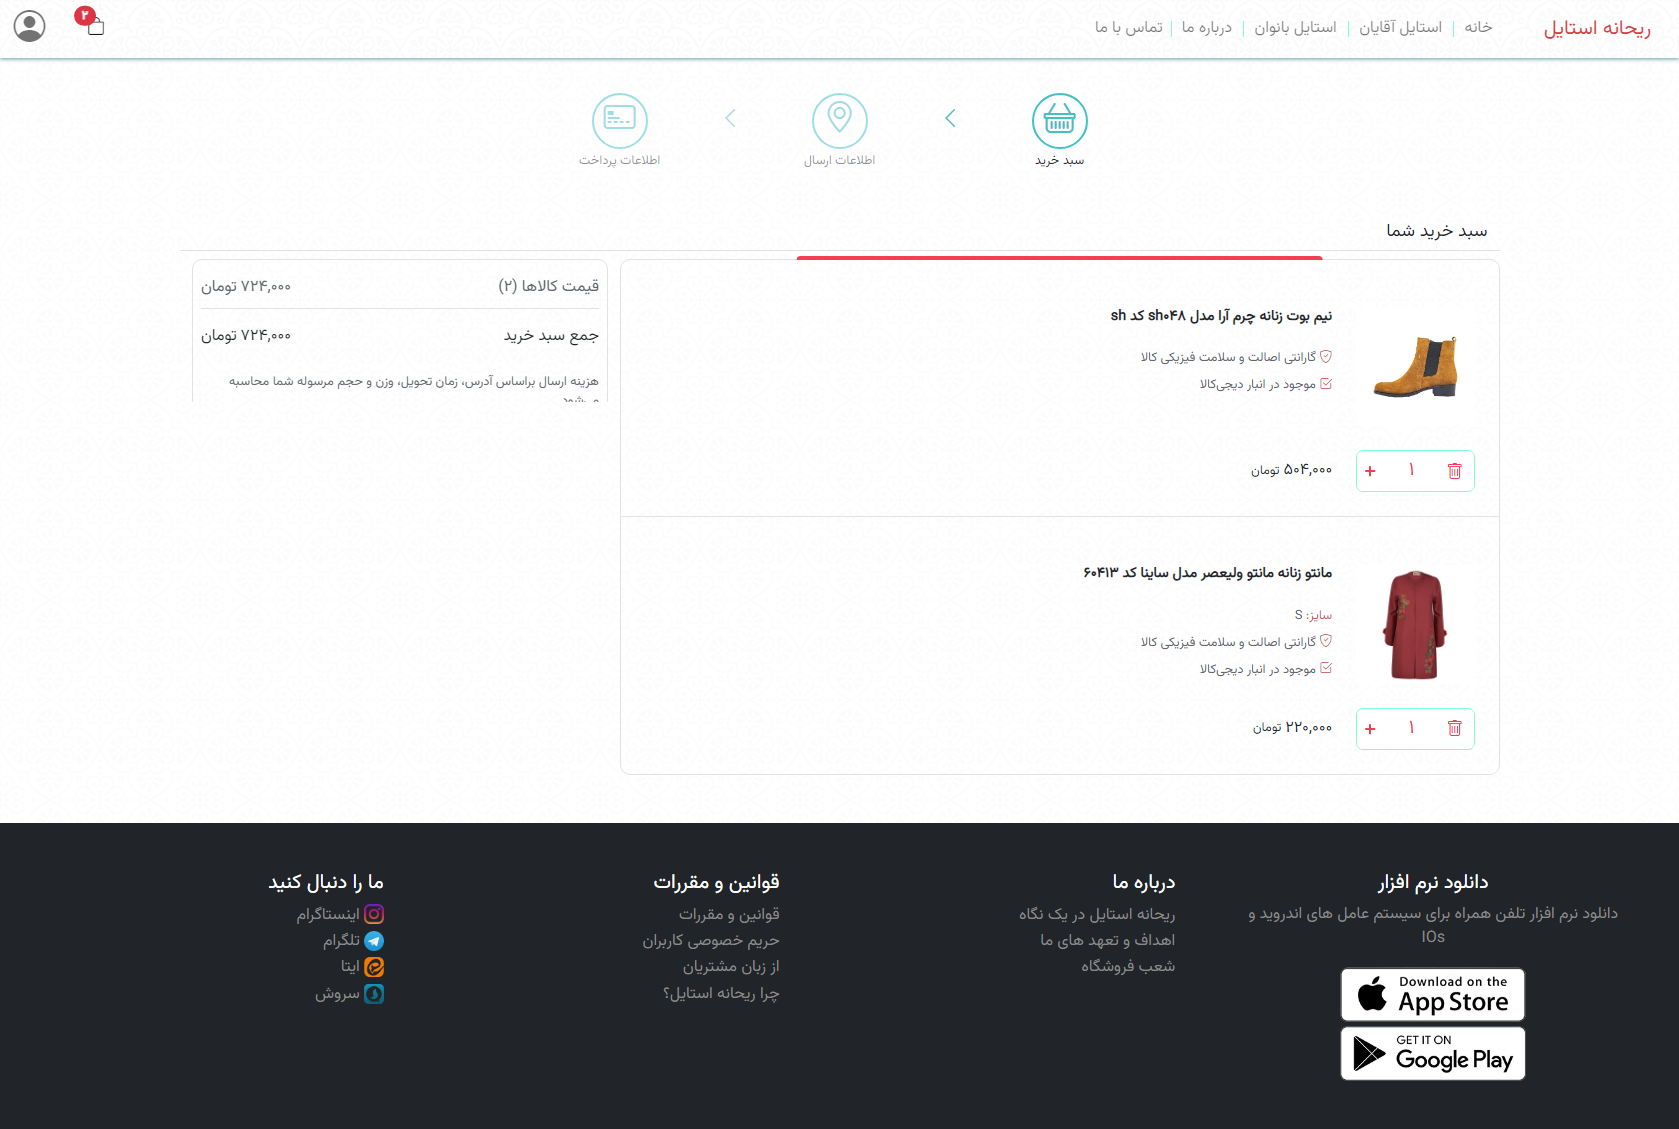 ریحانه استایل
خانه
استایل آقایان
استایل بانوان
درباره ما
تماس با ما
۲
سبد خرید
اطلاعات ارسال
اطلاعات پرداخت
سبد خرید شما
نیم بوت زنانه چرم آرا مدل sh۰۴۸ کد sh
گارانتی اصالت و سلامت فیزیکی کالا
موجود در انبار دیجی‌کالا
۱
۵۰۴,۰۰۰ تومان
مانتو زنانه مانتو ولیعصر مدل ساینا کد ۶۰۴۱۳
سایز: S
گارانتی اصالت و سلامت فیزیکی کالا
موجود در انبار دیجی‌کالا
۱
۲۲۰,۰۰۰ تومان
قیمت کالاها (۲)
۷۲۴,۰۰۰ تومان
جمع سبد خرید
۷۲۴,۰۰۰ تومان
هزینه ارسال براساس آدرس، زمان تحویل، وزن و حجم مرسوله شما محاسبه
دانلود نرم افزار
دانلود نرم افزار تلفن همراه برای سیستم عامل های اندروید و
IOs
Download on the
App Store
GET IT ON
Google Play
درباره ما
ریحانه استایل در یک نگاه
اهداف و تعهد های ما
شعب فروشگاه
قوانین و مقررات
قوانین و مقررات
حریم خصوصی کاربران
از زبان مشتریان
چرا ریحانه استایل؟
ما را دنبال کنید
اینستاگرام
تلگرام
ایتا
سروش